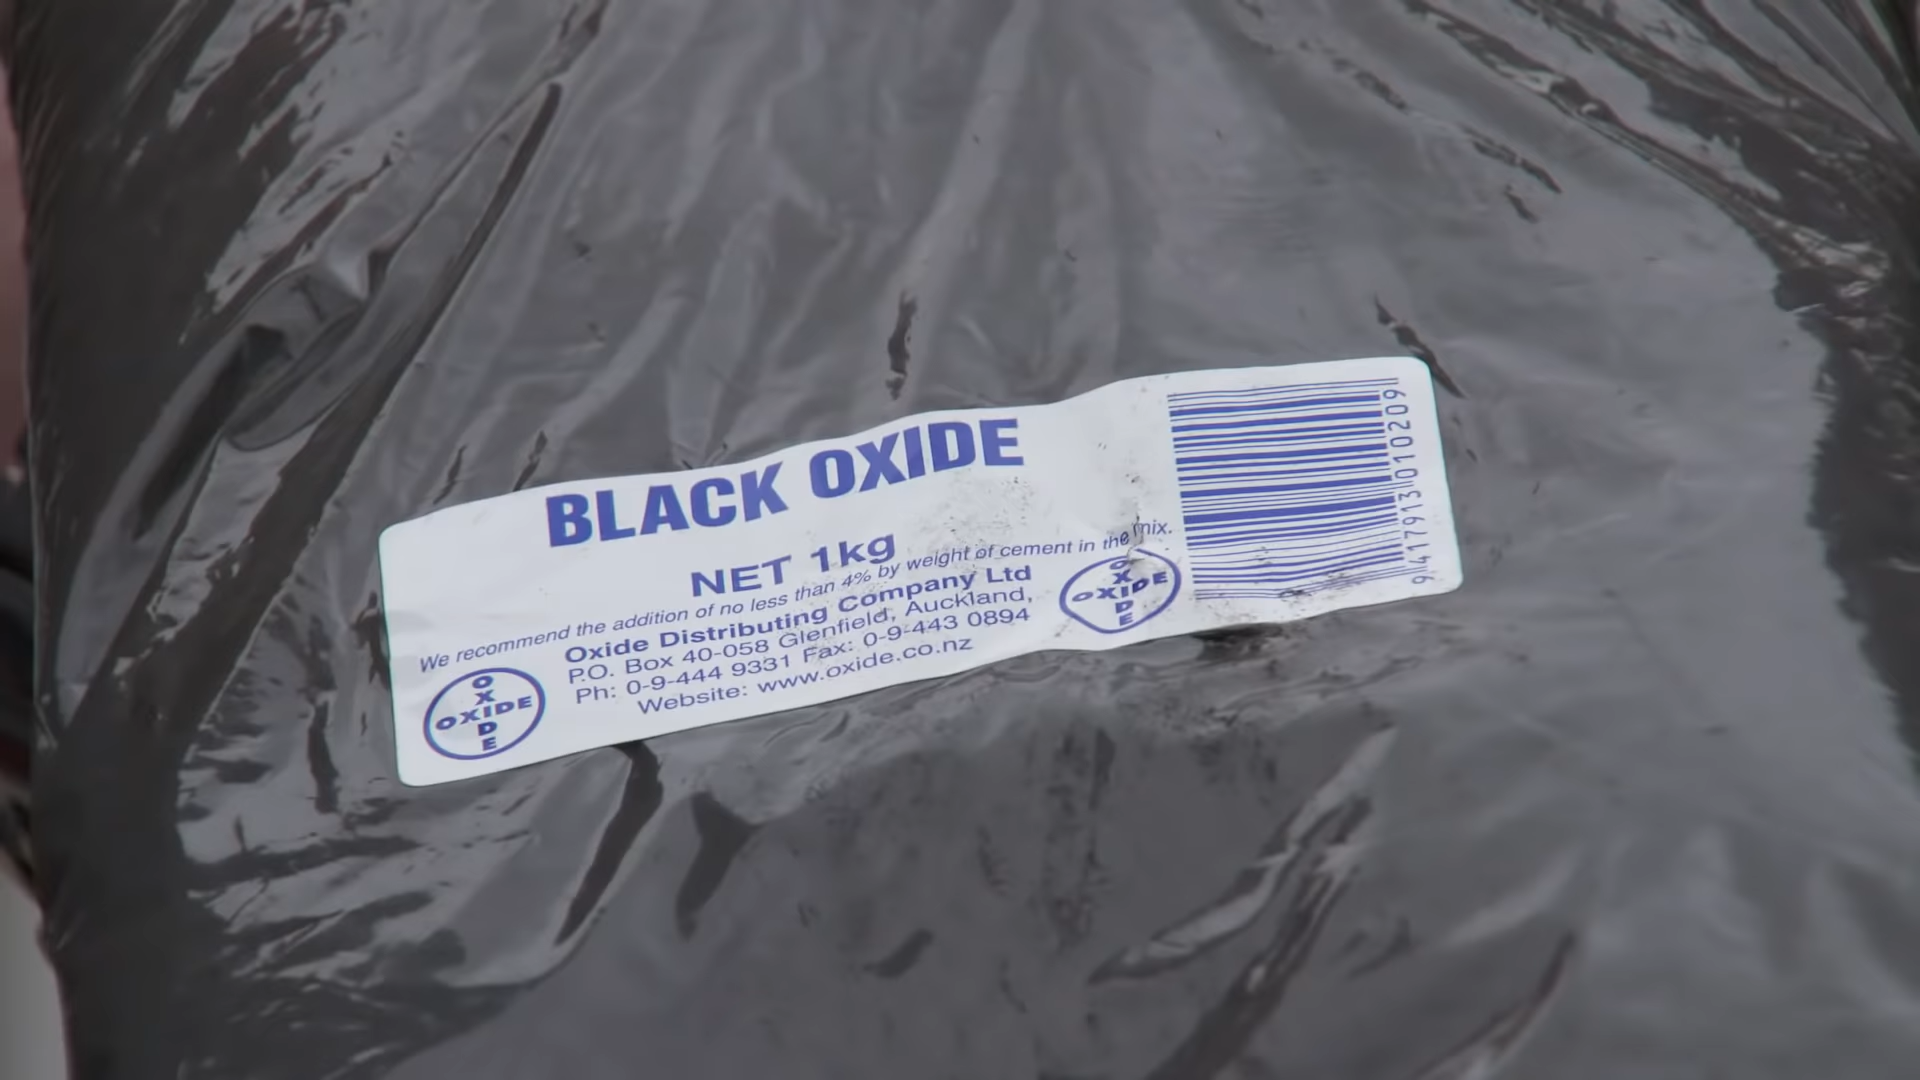 BLACK OXIDE
NET 1kg
We recommend the addition of no less than 4% by weight of cement in the mix.
Oxide Distributing Company Ltd
P.O. Box 40-058 Glenfield, Auckland,
Ph: 0-9-444 9331 Fax: 0-9-443 0894
Website: www.oxide.co.nz
OXIDE
OXIDE
OXIDE
OXIDE
9 417913 010209